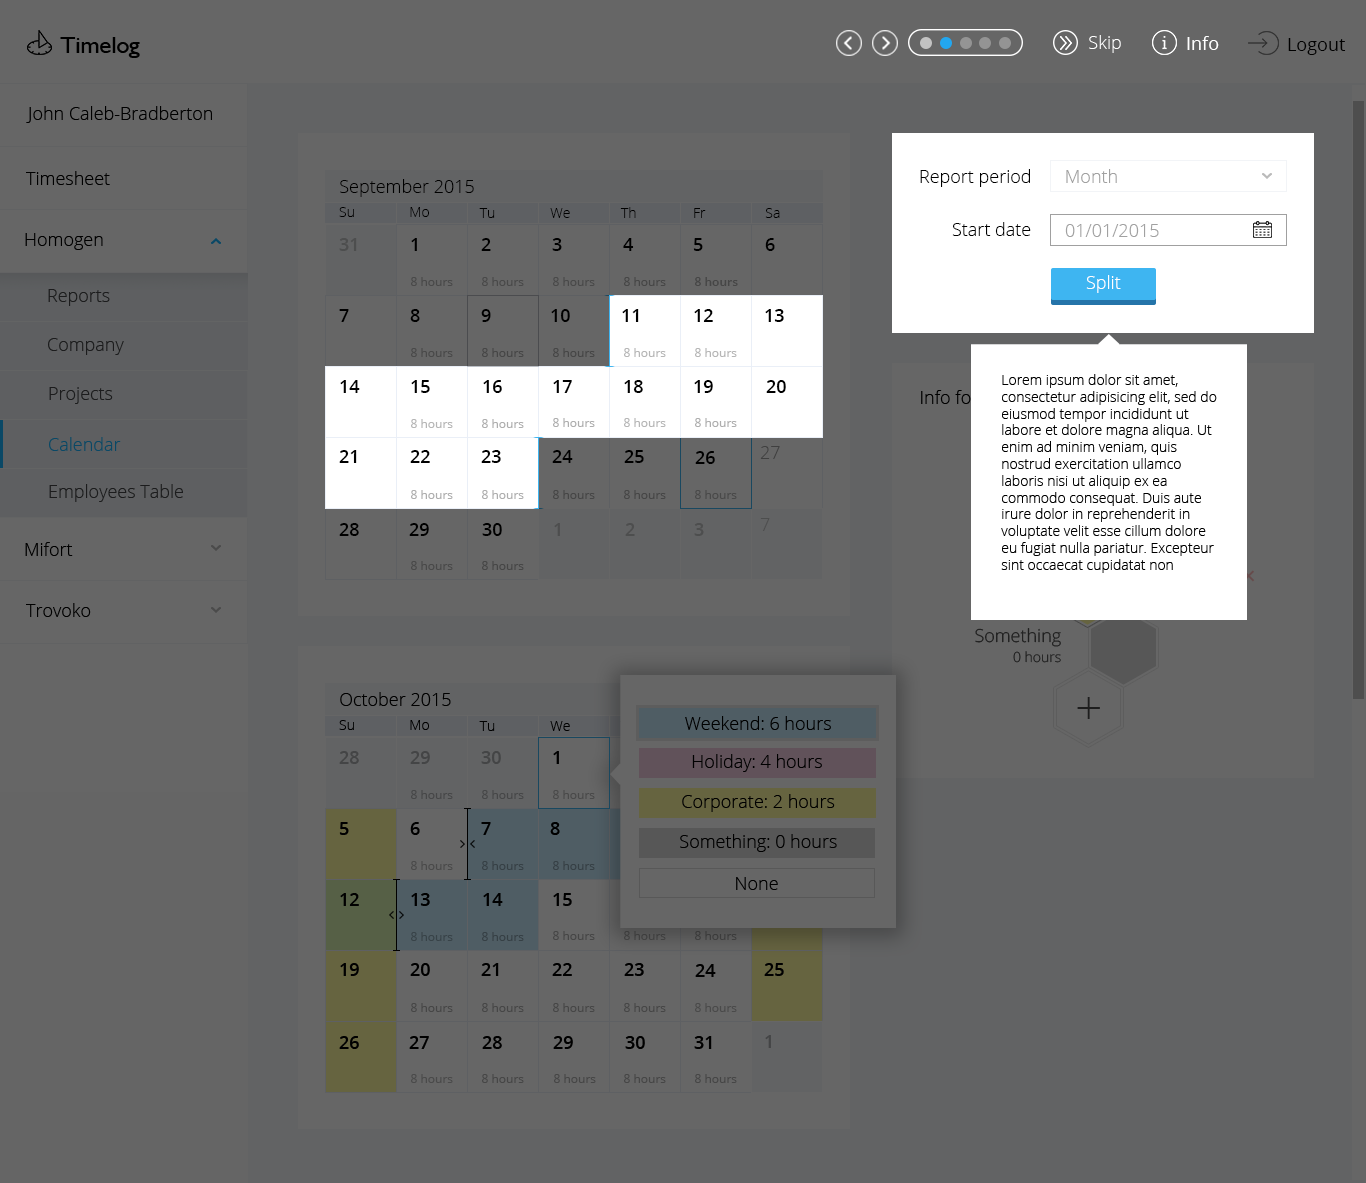 Timelog
Skip
Info
Logout
John Caleb-Bradberton
Timesheet
Homogen
Reports
Company
Projects
Calendar
Employees Table
Mifort
Trovoko
September 2015
Su Mo Tu We Th Fr Sa
31 1 2 3 4 5 6
8 hours 8 hours 8 hours 8 hours 8 hours
7 8 9 10 11 12 13
8 hours 8 hours 8 hours 8 hours 8 hours
14 15 16 17 18 19 20
8 hours 8 hours 8 hours 8 hours 8 hours
21 22 23 24 25 26 27
8 hours 8 hours 8 hours 8 hours 8 hours
28 29 30 1 2 3 7
8 hours 8 hours
October 2015
Su Mo Tu We
28 29 30 1
8 hours 8 hours 8 hours
5 6 7 8
8 hours 8 hours 8 hours
12 13 14 15
8 hours 8 hours 8 hours 8 hours 8 hours
19 20 21 22 23 24 25
8 hours 8 hours 8 hours 8 hours 8 hours
26 27 28 29 30 31 1
8 hours 8 hours 8 hours 8 hours 8 hours
Weekend: 6 hours
Holiday: 4 hours
Corporate: 2 hours
Something: 0 hours
None
Report period Month
Start date 01/01/2015
Split
Info fo
Lorem ipsum dolor sit amet,
consectetur adipisicing elit, sed do
eiusmod tempor incididunt ut
labore et dolore magna aliqua. Ut
enim ad minim veniam, quis
nostrud exercitation ullamco
laboris nisi ut aliquip ex ea
commodo consequat. Duis aute
irure dolor in reprehenderit in
voluptate velit esse cillum dolore
eu fugiat nulla pariatur. Excepteur
sint occaecat cupidatat non
Something
0 hours